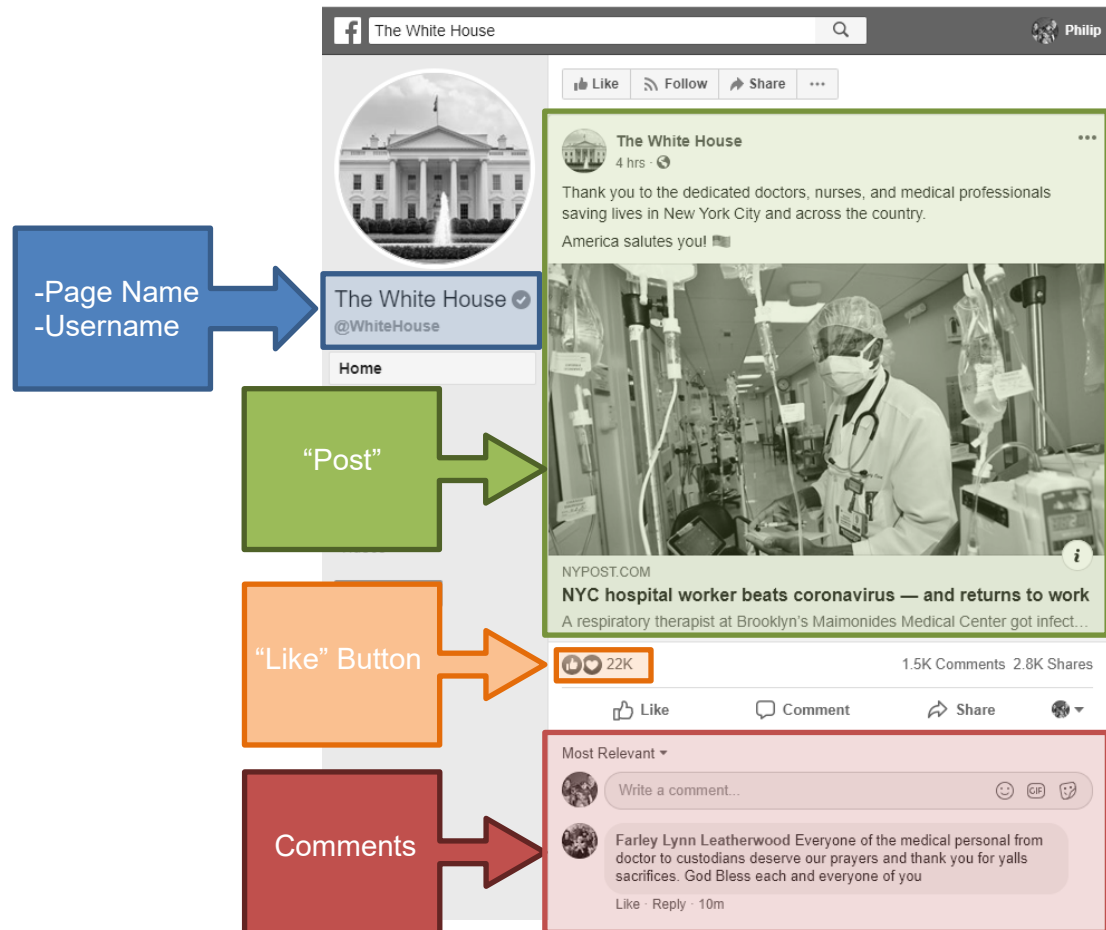 The White House
Philip
Like
Follow
Share
The White House
4 hrs ·
Thank you to the dedicated doctors, nurses, and medical professionals
saving lives in New York City and across the country.
America salutes you!
-Page Name
-Username
The White House
@WhiteHouse
Home
“Post”
NYPOST.COM
NYC hospital worker beats coronavirus — and returns to work
A respiratory therapist at Brooklyn’s Maimonides Medical Center got infect...
“Like” Button
22K
1.5K Comments 2.8K Shares
Like
Comment
Share
Comments
Most Relevant
Write a comment...
GIF
Farley Lynn Leatherwood Everyone of the medical personal from
doctor to custodians deserve our prayers and thank you for yalls
sacrifices. God Bless each and everyone of you
Like · Reply · 10m